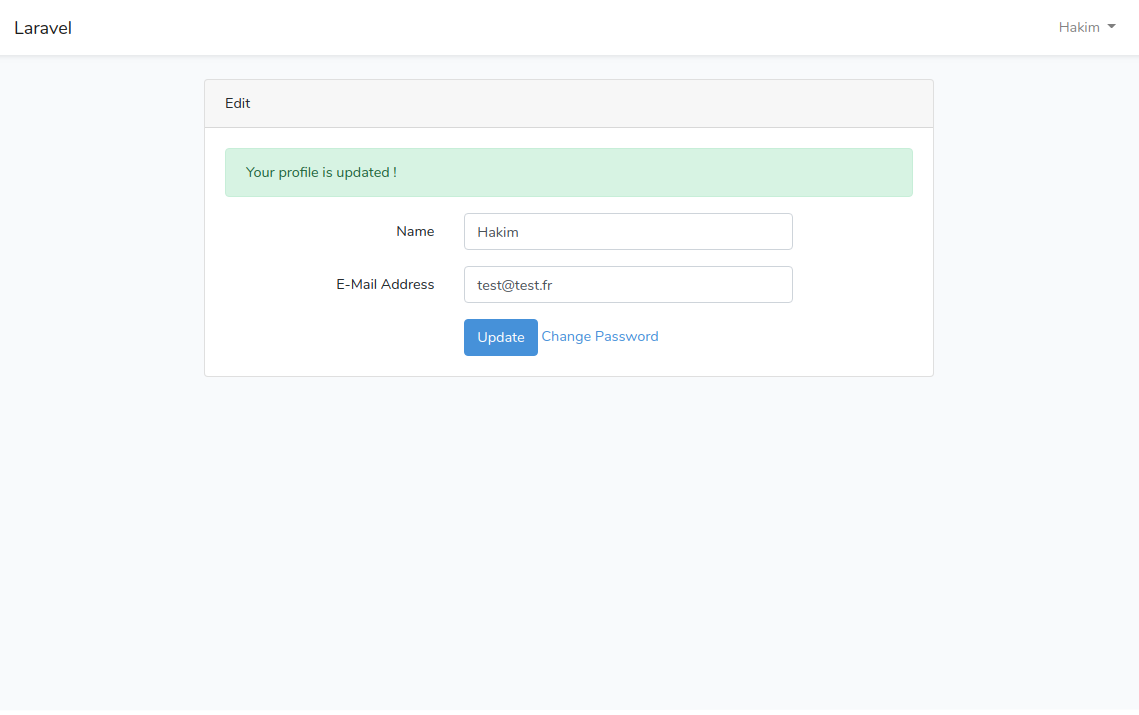 Laravel
Hakim
Edit
Your profile is updated !
Name
Hakim
E-Mail Address
test@test.fr
Update Change Password